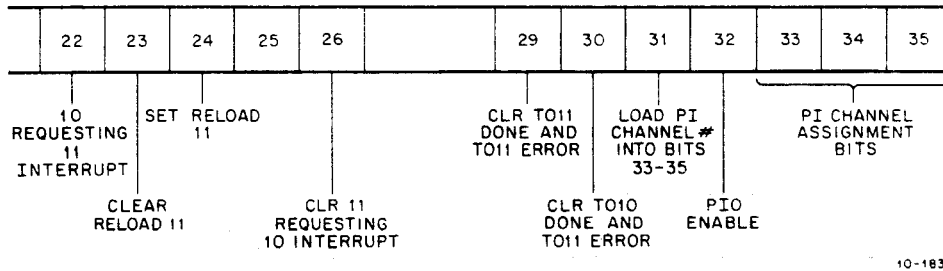 22 23 24 25 26 29 30 31 32 33 34 35
10 REQUESTING 11 INTERRUPT
CLEAR RELOAD 11
SET RELOAD 11
CLR 11 REQUESTING 10 INTERRUPT
CLR TO11 DONE AND TO11 ERROR
CLR TO10 DONE AND TO11 ERROR
LOAD PI CHANNEL # INTO BITS 33-35
PIO ENABLE
PI CHANNEL ASSIGNMENT BITS
10-183